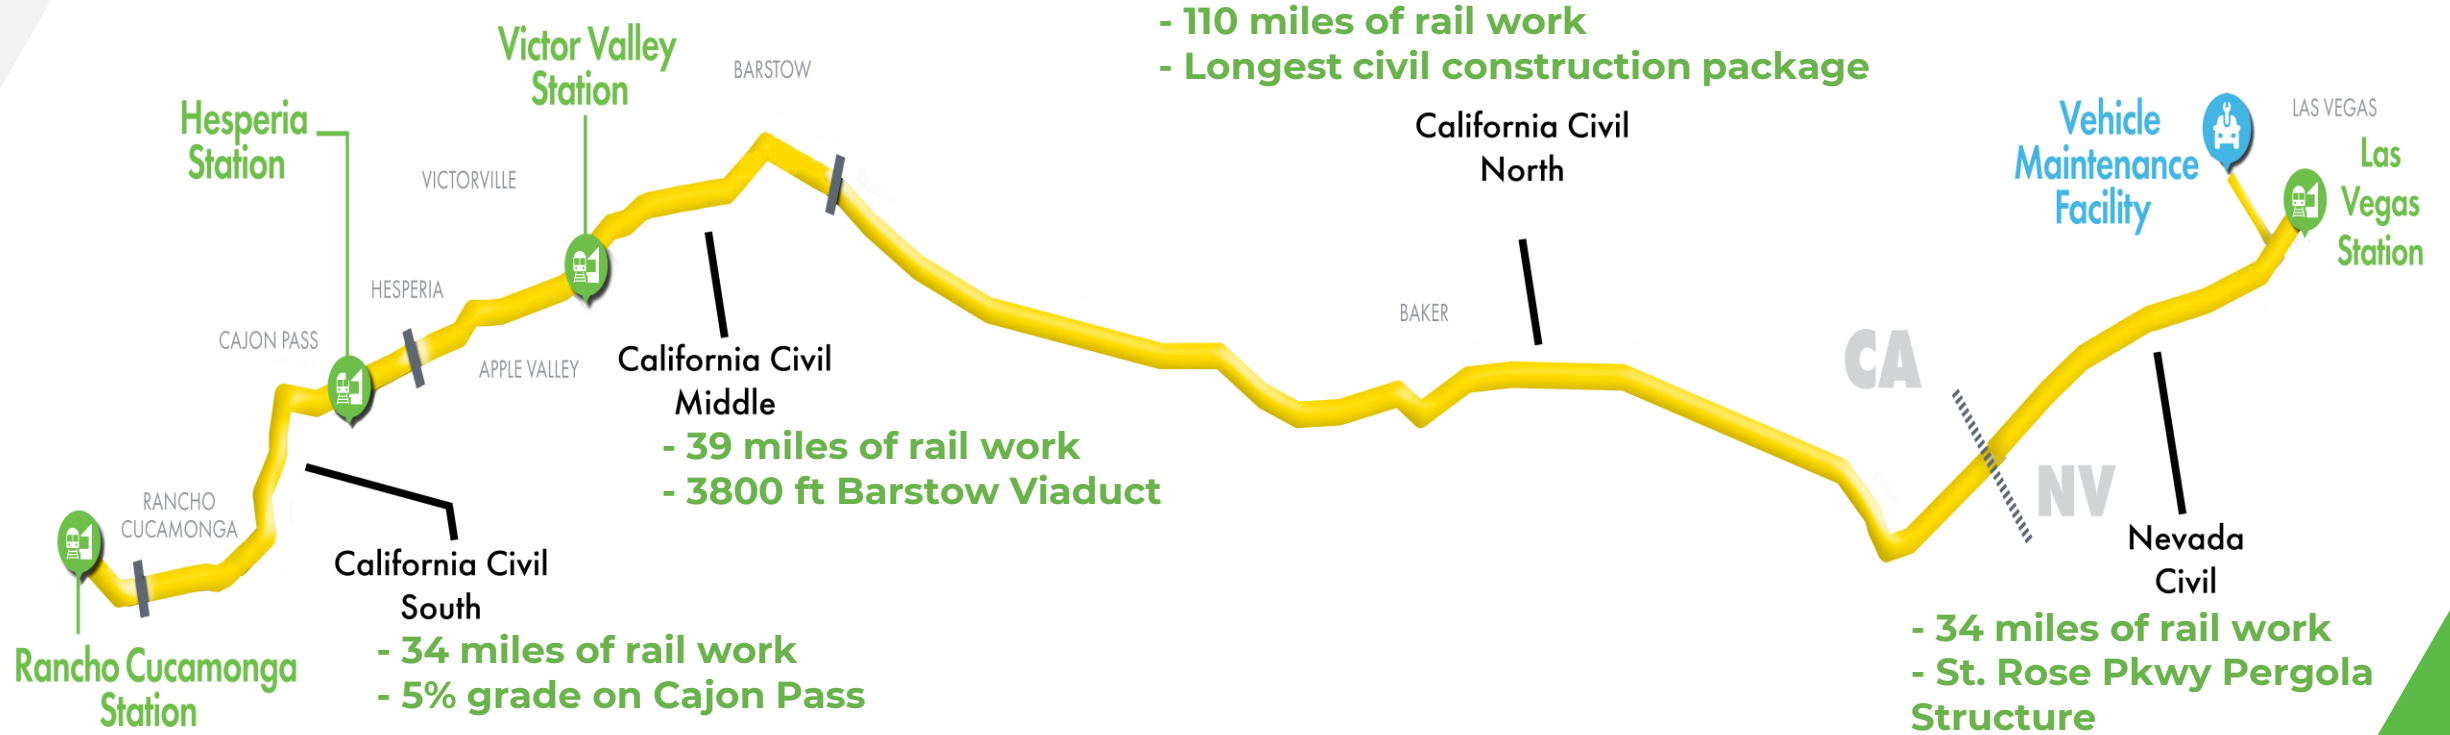 - 110 miles of rail work
- Longest civil construction package
Victor Valley
Station
BARSTOW
Hesperia
Station
VICTORVILLE
California Civil
North
Vehicle
Maintenance
Facility
LAS VEGAS
Las
Vegas
Station
HESPERIA
CAJON PASS
APPLE VALLEY
California Civil
Middle
- 39 miles of rail work
- 3800 ft Barstow Viaduct
BAKER
CA
NV
RANCHO
CUCAMONGA
California Civil
South
- 34 miles of rail work
- 5% grade on Cajon Pass
Rancho Cucamonga
Station
Nevada
Civil
- 34 miles of rail work
- St. Rose Pkwy Pergola
Structure